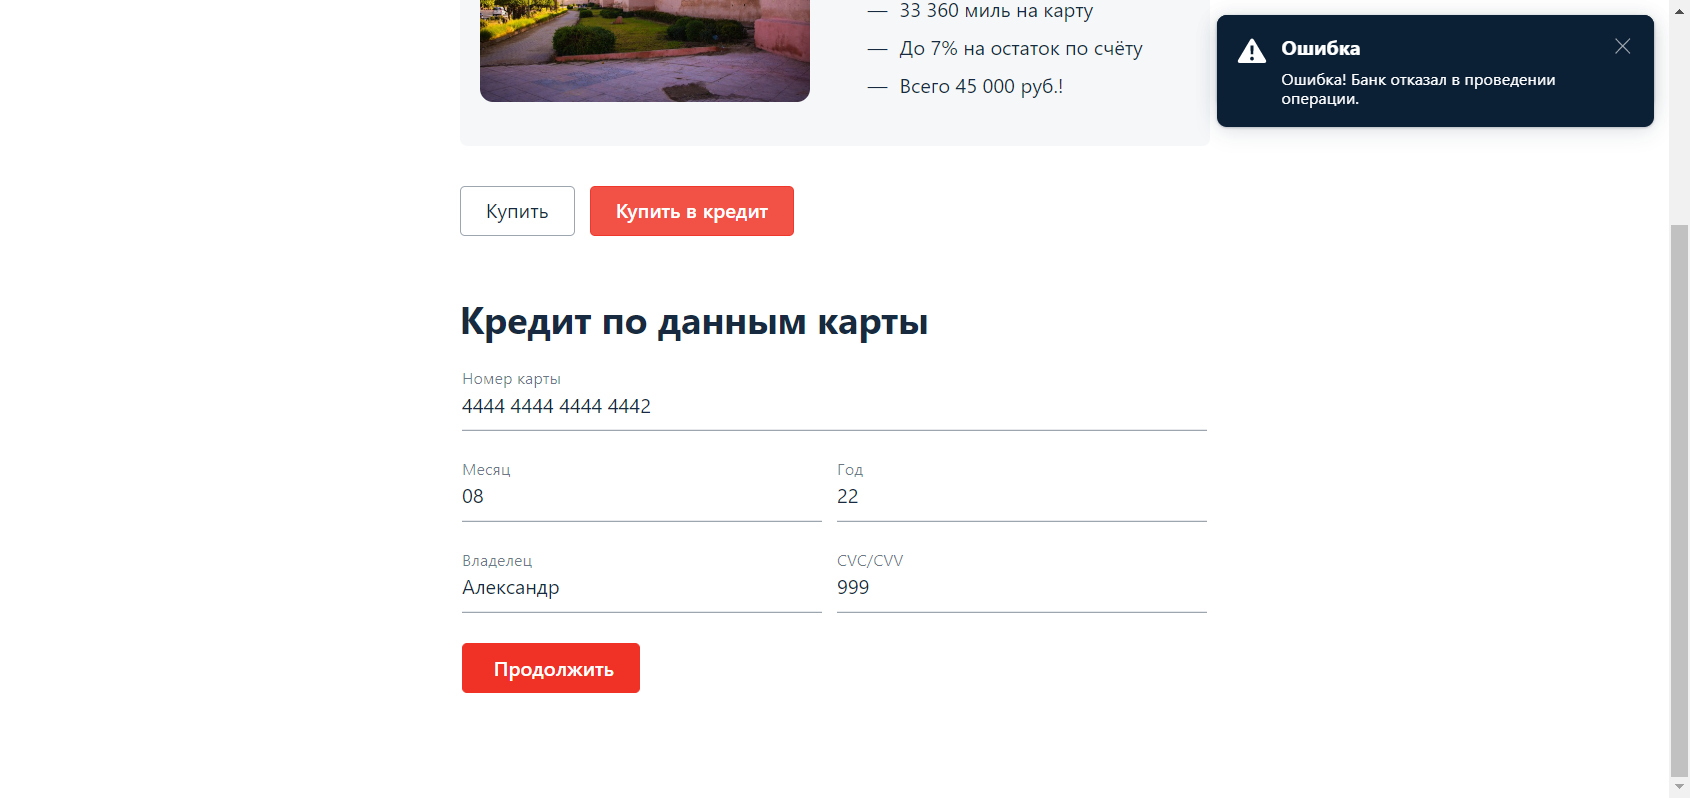 — 33 360 миль на карту
— До 7% на остаток по счёту
— Всего 45 000 руб.!
Ошибка
Ошибка! Банк отказал в проведении
операции.
Купить
Купить в кредит
Кредит по данным карты
Номер карты
4444 4444 4444 4442
Месяц
Год
08
22
Владелец
CVC/CVV
Александр
999
Продолжить